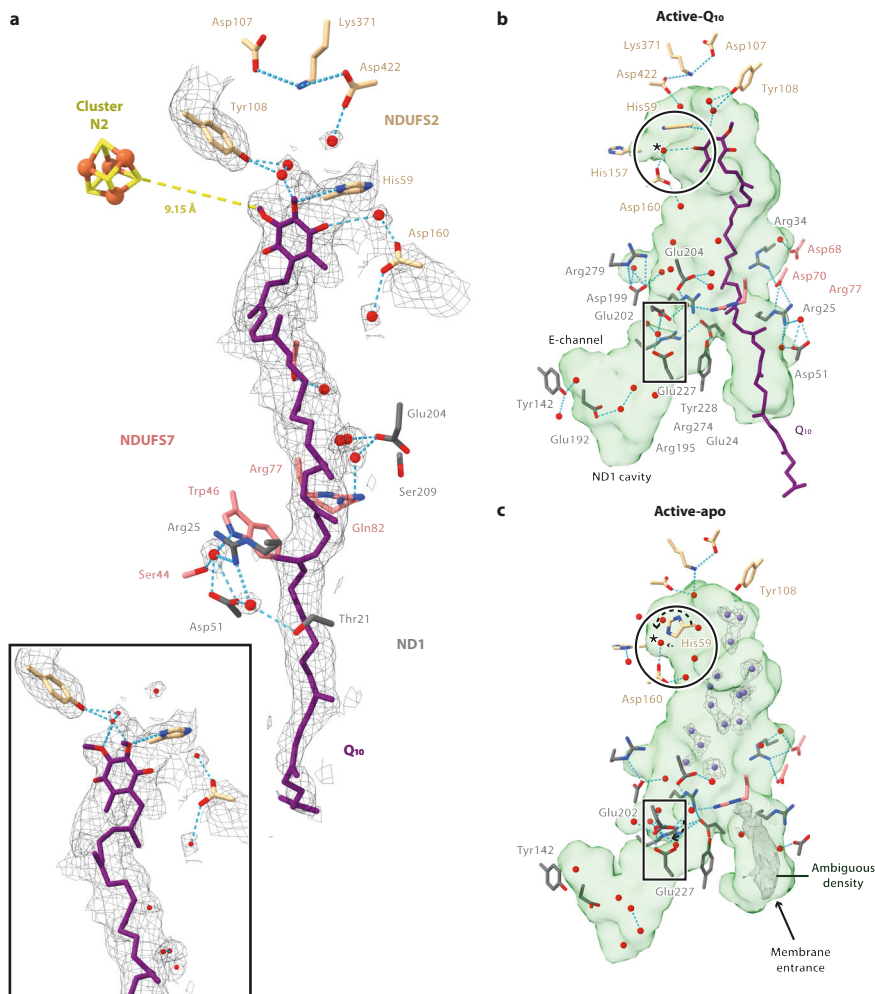 a
Asp107
Lys371
Asp422
Tyr108
Cluster
N2
NDUFS2
His59
9.15 Å
Asp160
Glu204
NDUFS7
Arg77
Ser209
Trp46
Arg25
Gln82
Ser44
Asp51
Thr21
ND1
Q₁₀
b
Active-Q₁₀
Lys371
Asp107
Asp422
Tyr108
His59
*
His157
Asp160
Arg34
Glu204
Asp68
Arg279
Asp70
Arg77
Asp199
Arg25
Glu202
E-channel
Asp51
Glu227
Tyr142
Tyr228
Q₁₀
Arg274
Glu192
Glu24
Arg195
ND1 cavity
c
Active-apo
Tyr108
*
His59
Asp160
Glu202
Tyr142
Ambiguous
density
Glu227
Membrane
entrance